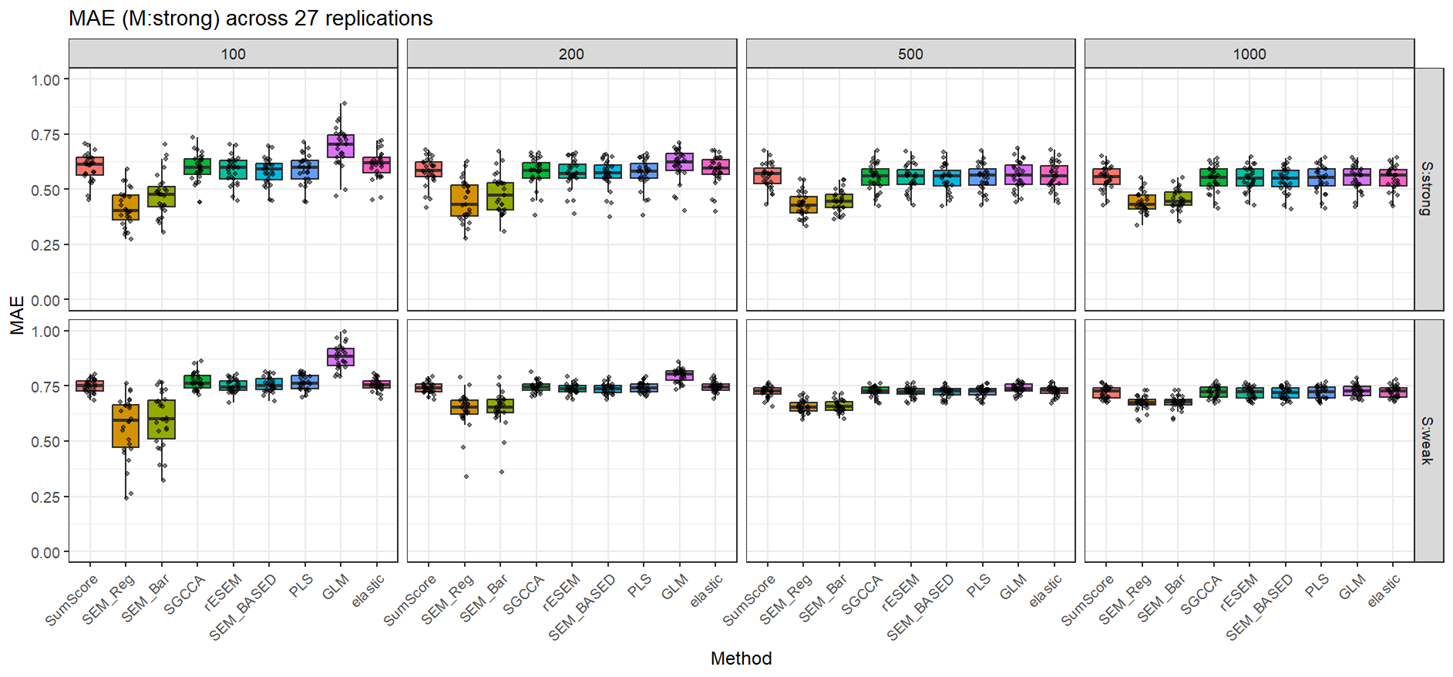 MAE (M:strong) across 27 replications
100 200 500 1000
1.00
0.75
0.50
0.25
0.00
S:strong
MAE
1.00
0.75
0.50
0.25
0.00
S:weak
SumScore SEM_Reg SEM_Bar SGCCA rESEM SEM_BASED PLS GLM elastic
SumScore SEM_Reg SEM_Bar SGCCA rESEM SEM_BASED PLS GLM elastic
SumScore SEM_Reg SEM_Bar SGCCA rESEM SEM_BASED PLS GLM elastic
SumScore SEM_Reg SEM_Bar SGCCA rESEM SEM_BASED PLS GLM elastic
Method